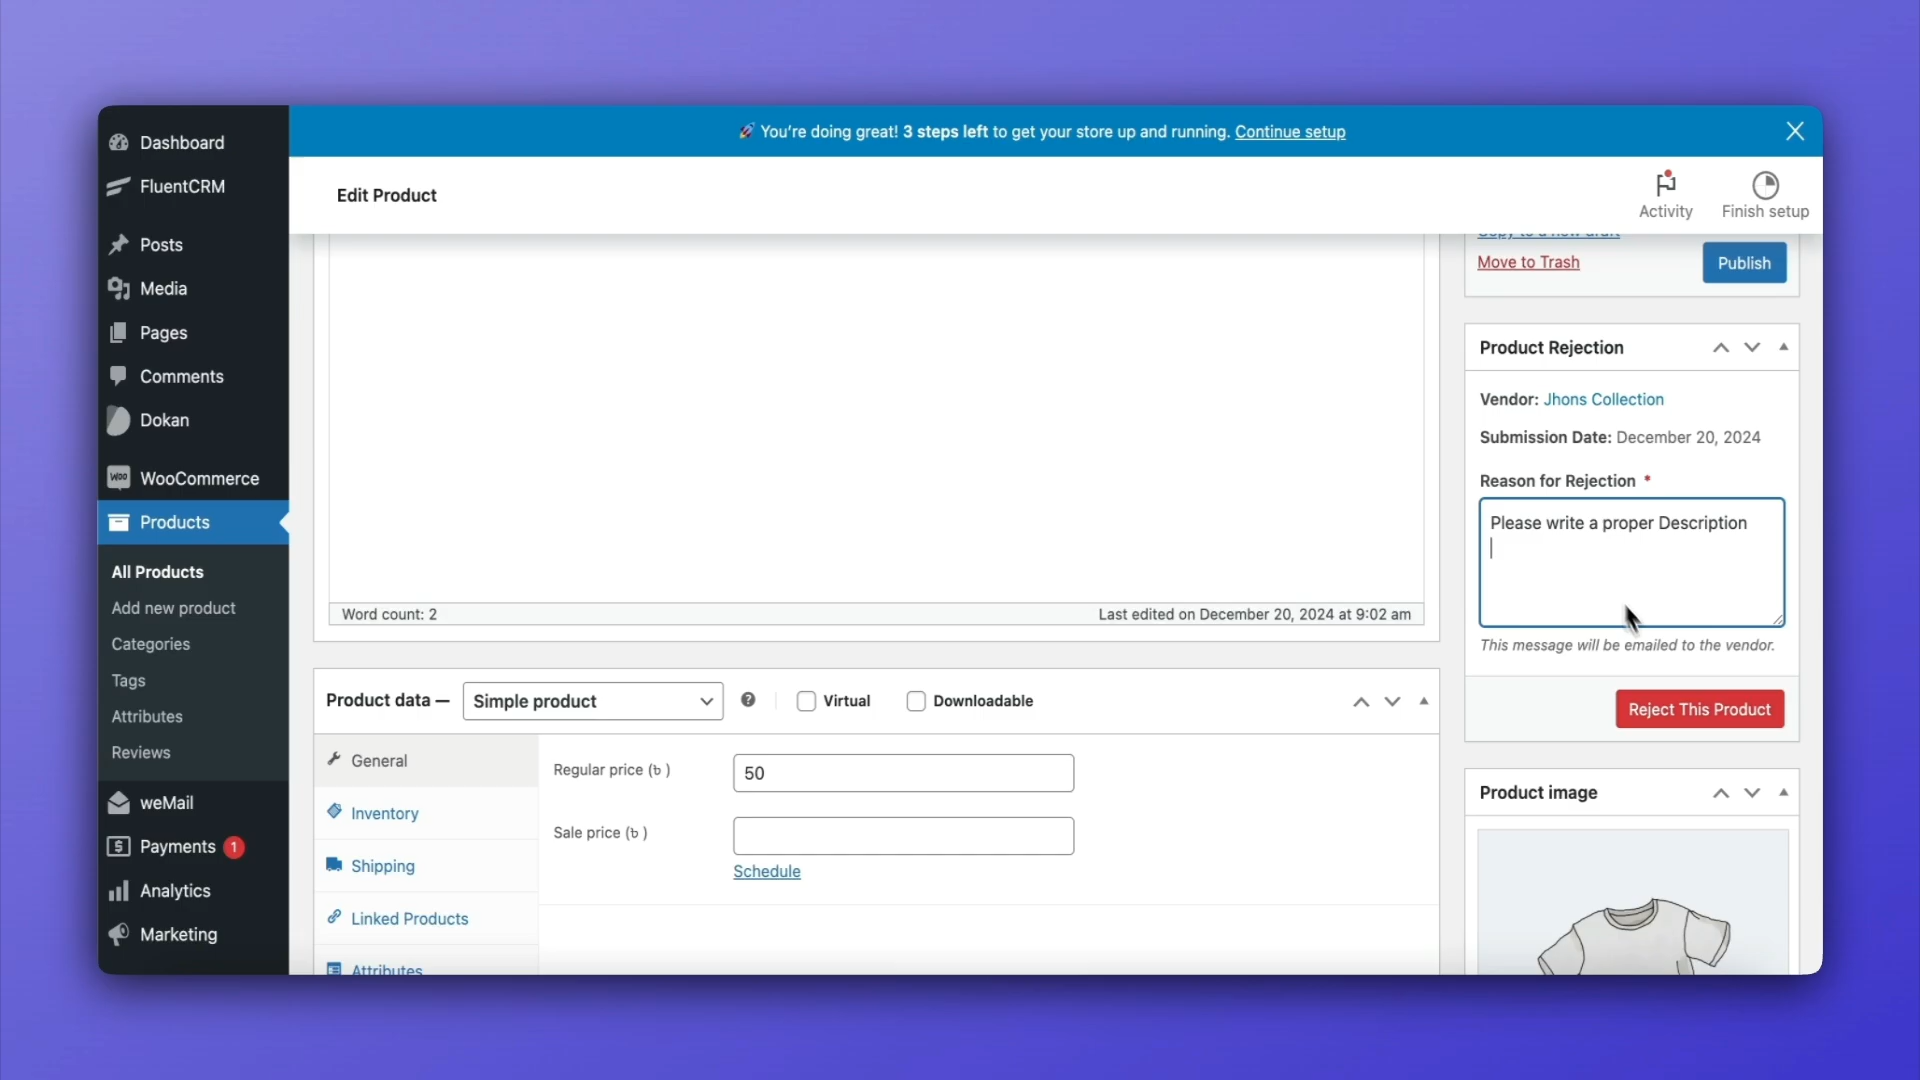 Dashboard
FluentCRM
Posts
Media
Pages
Comments
Dokan
WooCommerce
Products
All Products
Add new product
Categories
Tags
Attributes
Reviews
weMail
Payments 1
Analytics
Marketing
🚀 You're doing great! 3 steps left to get your store up and running. Continue setup
Edit Product
Activity
Finish setup
Word count: 2
Last edited on December 20, 2024 at 9:02 am
Product data —
Simple product
Virtual
Downloadable
General
Inventory
Shipping
Linked Products
Attributes
Regular price (৳ )
50
Sale price (৳ )
Schedule
Copy to a new draft
Move to Trash
Publish
Product Rejection
Vendor: Jhons Collection
Submission Date: December 20, 2024
Reason for Rejection *
Please write a proper Description
This message will be emailed to the vendor.
Reject This Product
Product image